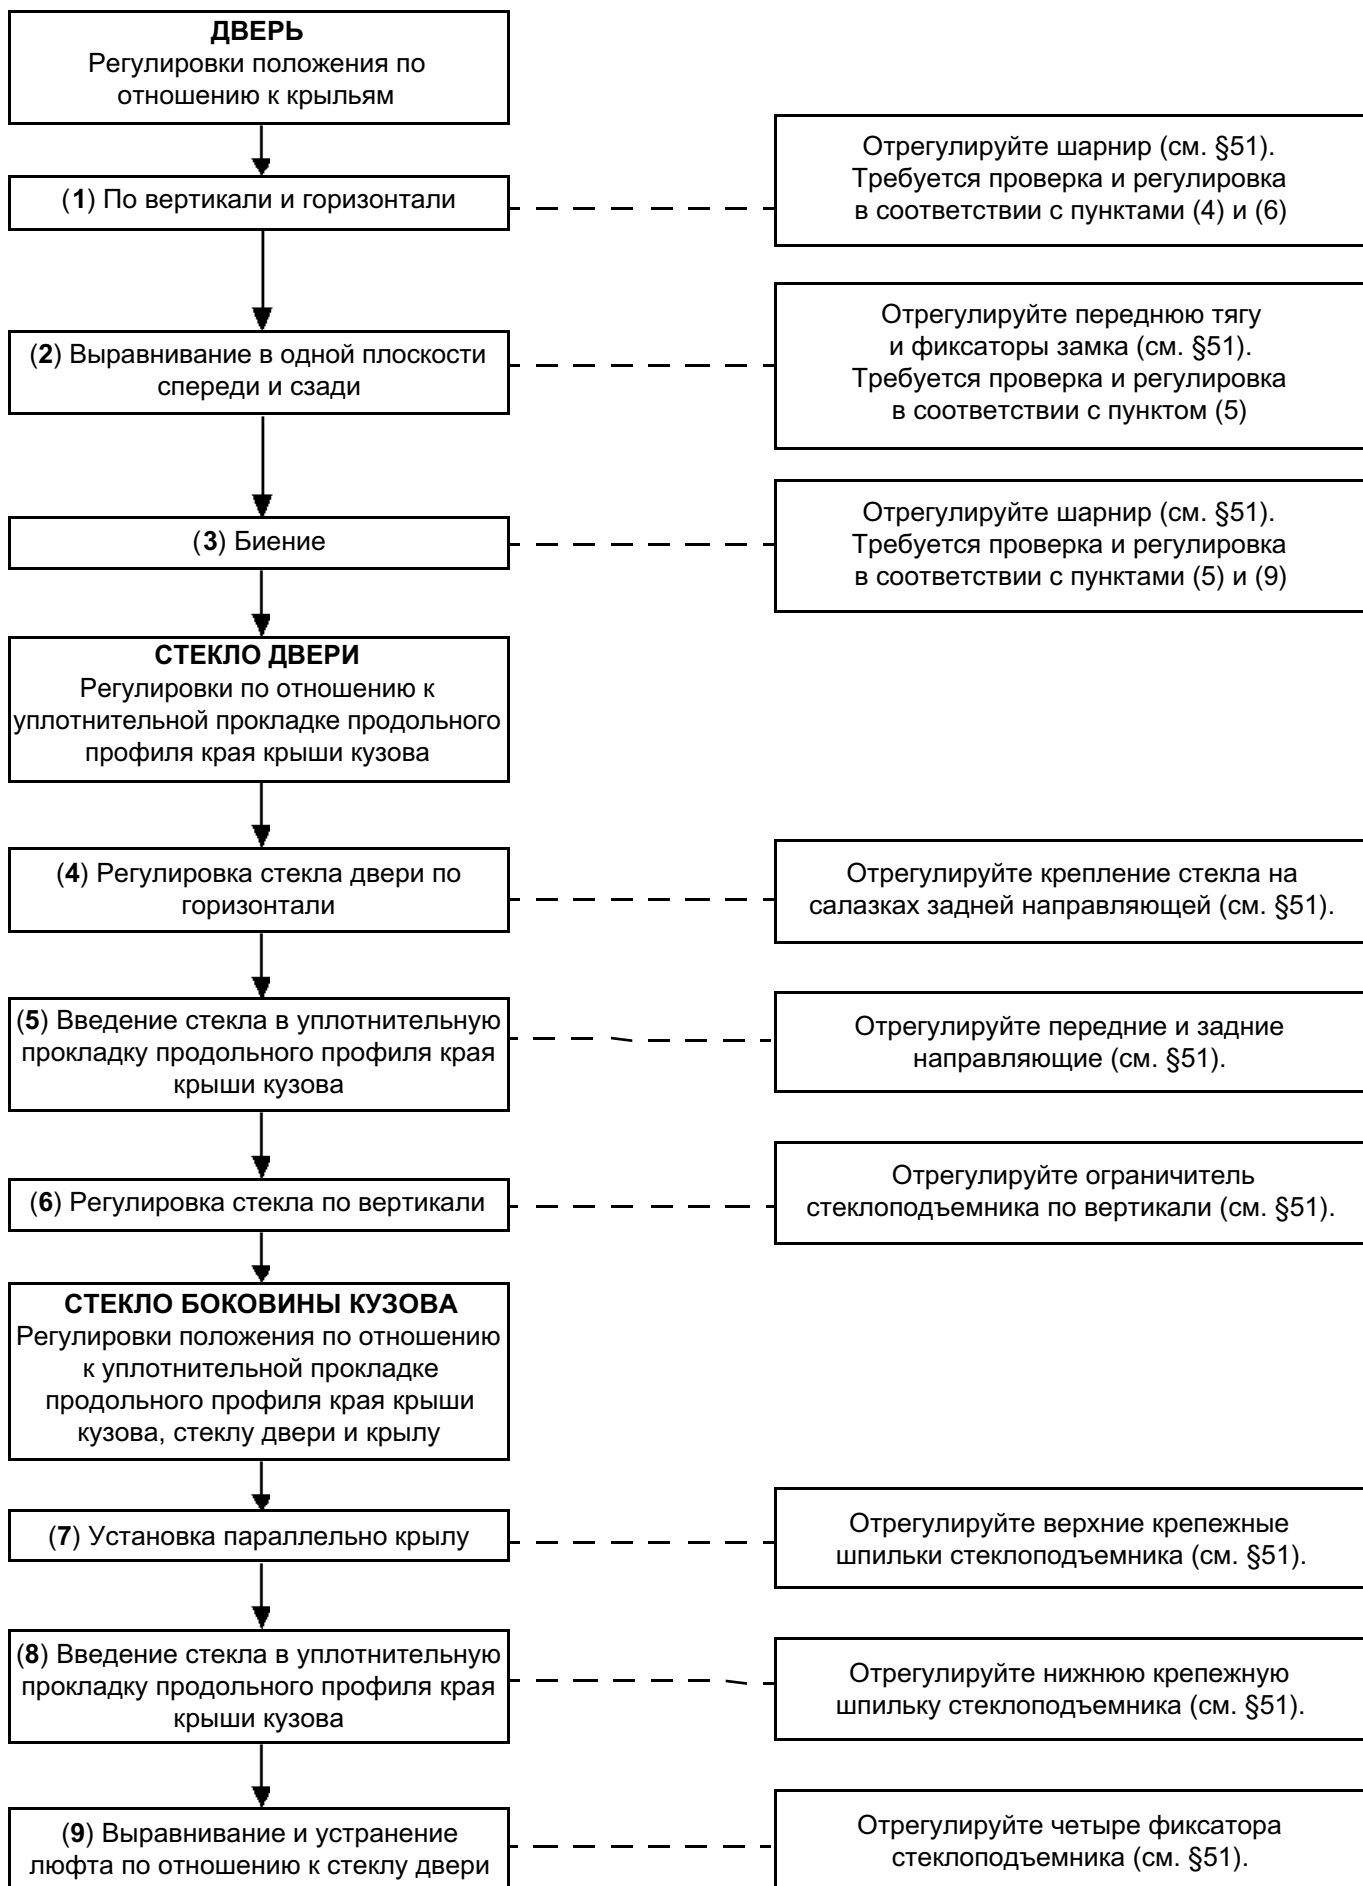 ДВЕРЬ
Регулировки положения по
отношению к крыльям
(1) По вертикали и горизонтали
Отрегулируйте шарнир (см. §51).
Требуется проверка и регулировка
в соответствии с пунктами (4) и (6)
(2) Выравнивание в одной плоскости
спереди и сзади
Отрегулируйте переднюю тягу
и фиксаторы замка (см. §51).
Требуется проверка и регулировка
в соответствии с пунктом (5)
(3) Биение
Отрегулируйте шарнир (см. §51).
Требуется проверка и регулировка
в соответствии с пунктами (5) и (9)
СТЕКЛО ДВЕРИ
Регулировки по отношению к
уплотнительной прокладке продольного
профиля края крыши кузова
(4) Регулировка стекла двери по
горизонтали
Отрегулируйте крепление стекла на
салазках задней направляющей (см. §51).
(5) Введение стекла в уплотнительную
прокладку продольного профиля края
крыши кузова
Отрегулируйте передние и задние
направляющие (см. §51).
(6) Регулировка стекла по вертикали
Отрегулируйте ограничитель
стеклоподъемника по вертикали (см. §51).
СТЕКЛО БОКОВИНЫ КУЗОВА
Регулировки положения по отношению
к уплотнительной прокладке
продольного профиля края крыши
кузова, стеклу двери и крылу
(7) Установка параллельно крылу
Отрегулируйте верхние крепежные
шпильки стеклоподъемника (см. §51).
(8) Введение стекла в уплотнительную
прокладку продольного профиля края
крыши кузова
Отрегулируйте нижнюю крепежную
шпильку стеклоподъемника (см. §51).
(9) Выравнивание и устранение
люфта по отношению к стеклу двери
Отрегулируйте четыре фиксатора
стеклоподъемника (см. §51).